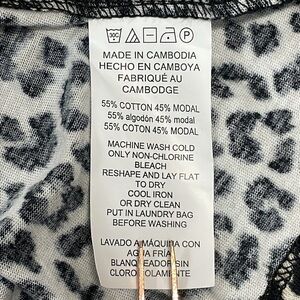 MADE IN CAMBODIA
HECHO EN CAMBOYA
FABRIQUÉ AU
CAMBODGE
55% COTTON 45% MODAL
55% algodón 45% modal
55% COTON 45% MODAL
MACHINE WASH COLD
ONLY NON-CHLORINE
BLEACH
RESHAPE AND LAY FLAT
TO DRY
COOL IRON
OR DRY CLEAN
PUT IN LAUNDRY BAG
BEFORE WASHING
LAVADO A MÁQUINA CON
AGUA FRÍA
BLANQUEADOR SIN
CLORO SOLAMENTE